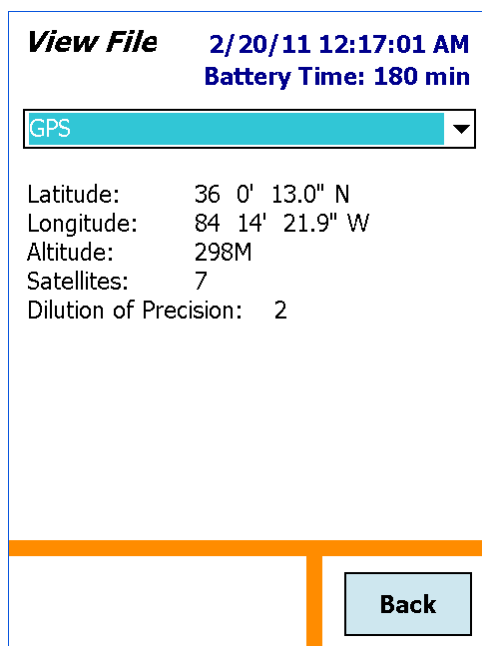 View File
2/20/11 12:17:01 AM
Battery Time: 180 min
GPS
Latitude: 36 0' 13.0" N
Longitude: 84 14' 21.9" W
Altitude: 298M
Satellites: 7
Dilution of Precision: 2
Back